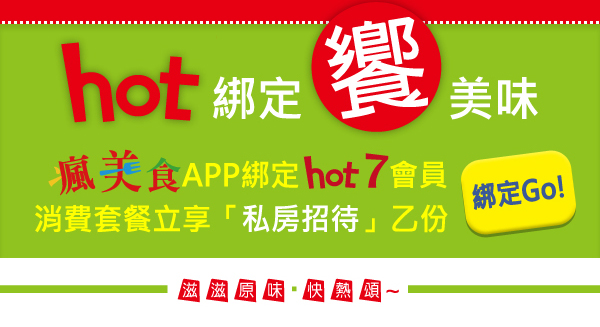 hot 綁定 饗 美味
瘋美食APP綁定hot7會員
消費套餐立享「私房招待」乙份
綁定Go!
滋滋原味·快熱頌~